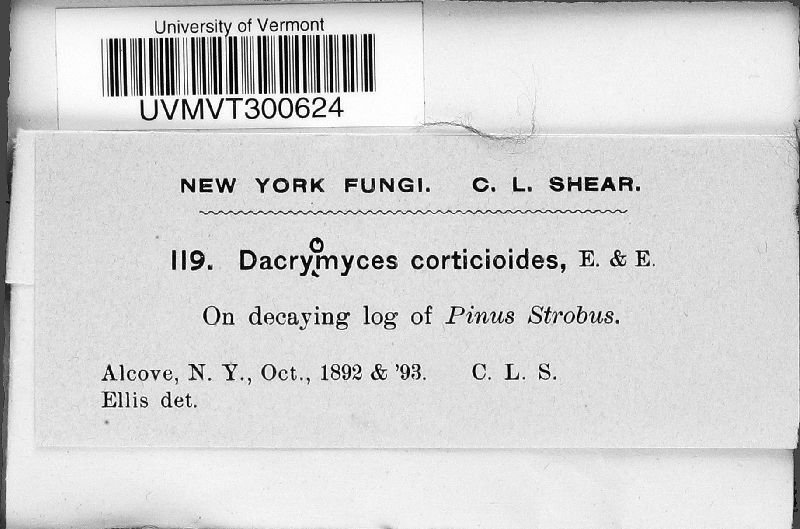 University of Vermont
UVMVT300624
NEW YORK FUNGI. C. L. SHEAR.
119. Dacryomyces corticioides, E. & E.
On decaying log of Pinus Strobus.
Alcove, N. Y., Oct., 1892 & '93. C. L. S.
Ellis det.